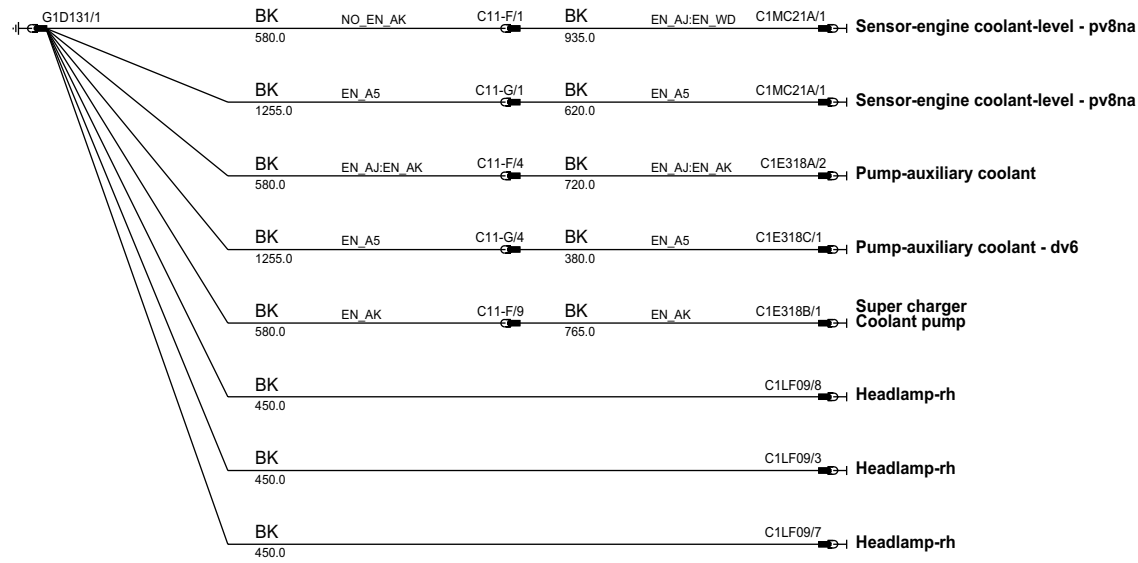 G1D131/1 BK NO_EN_AK C11-F/1 BK EN_AJ:EN_WD C1MC21A/1 Sensor-engine coolant-level - pv8na
580.0 935.0
BK EN_A5 C11-G/1 BK EN_A5 C1MC21A/1 Sensor-engine coolant-level - pv8na
1255.0 620.0
BK EN_AJ:EN_AK C11-F/4 BK EN_AJ:EN_AK C1E318A/2 Pump-auxiliary coolant
580.0 720.0
BK EN_A5 C11-G/4 BK EN_A5 C1E318C/1 Pump-auxiliary coolant - dv6
1255.0 380.0
BK EN_AK C11-F/9 BK EN_AK C1E318B/1 Super charger
Coolant pump
580.0 765.0
BK C1LF09/8 Headlamp-rh
450.0
BK C1LF09/3 Headlamp-rh
450.0
BK C1LF09/7 Headlamp-rh
450.0